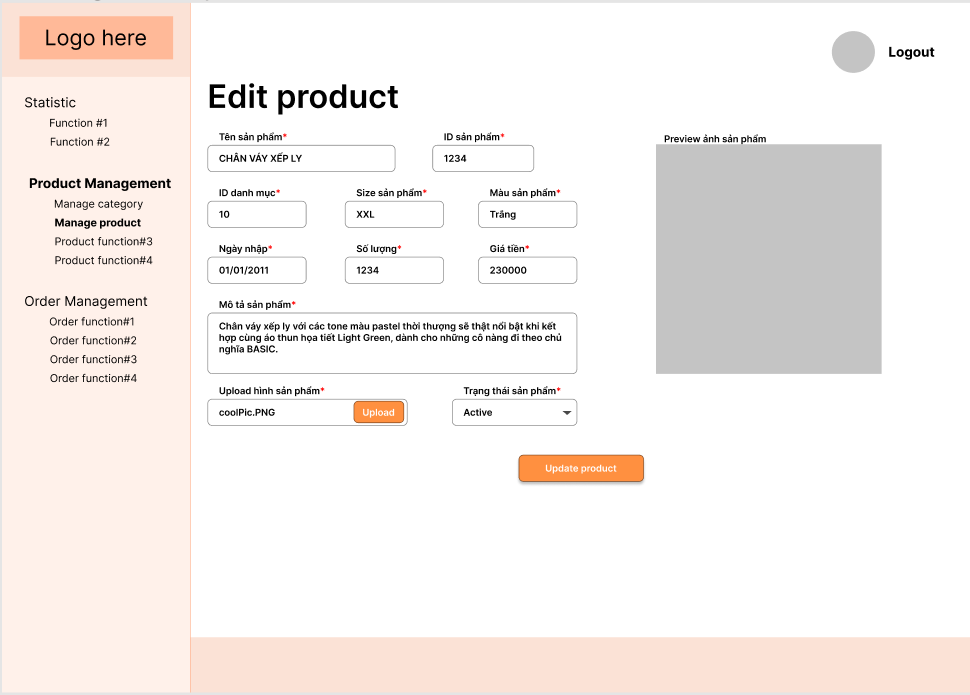 Logo here
Statistic
Function #1
Function #2
Product Management
Manage category
Manage product
Product function#3
Product function#4
Order Management
Order function#1
Order function#2
Order function#3
Order function#4
Logout
Edit product
Tên sản phẩm*
ID sản phẩm*
CHÂN VÁY XẾP LY
1234
ID danh mục*
Size sản phẩm*
Màu sản phẩm*
10
XXL
Trắng
Ngày nhập*
Số lượng*
Giá tiền*
01/01/2011
1234
230000
Mô tả sản phẩm*
Chân váy xếp ly với các tone màu pastel thời thượng sẽ thật nổi bật khi kết
hợp cùng áo thun họa tiết Light Green, dành cho những cô nàng đi theo chủ
nghĩa BASIC.
Upload hình sản phẩm*
Trạng thái sản phẩm*
coolPic.PNG
Upload
Active
Update product
Preview ảnh sản phẩm